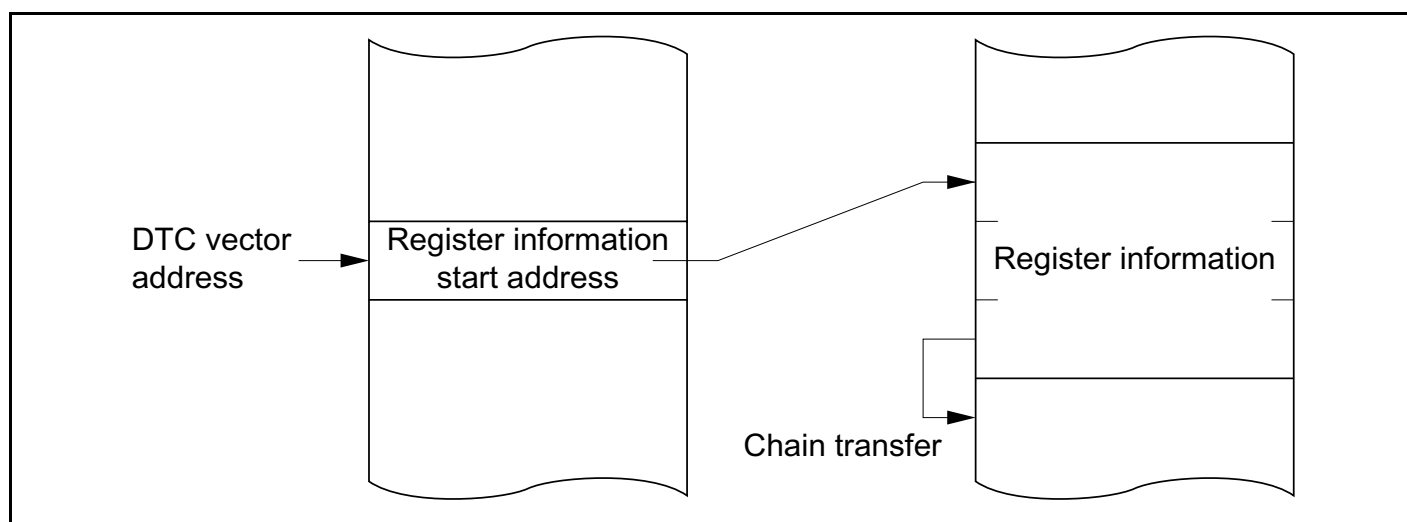 DTC vector
address
Register information
start address
Register information
Chain transfer